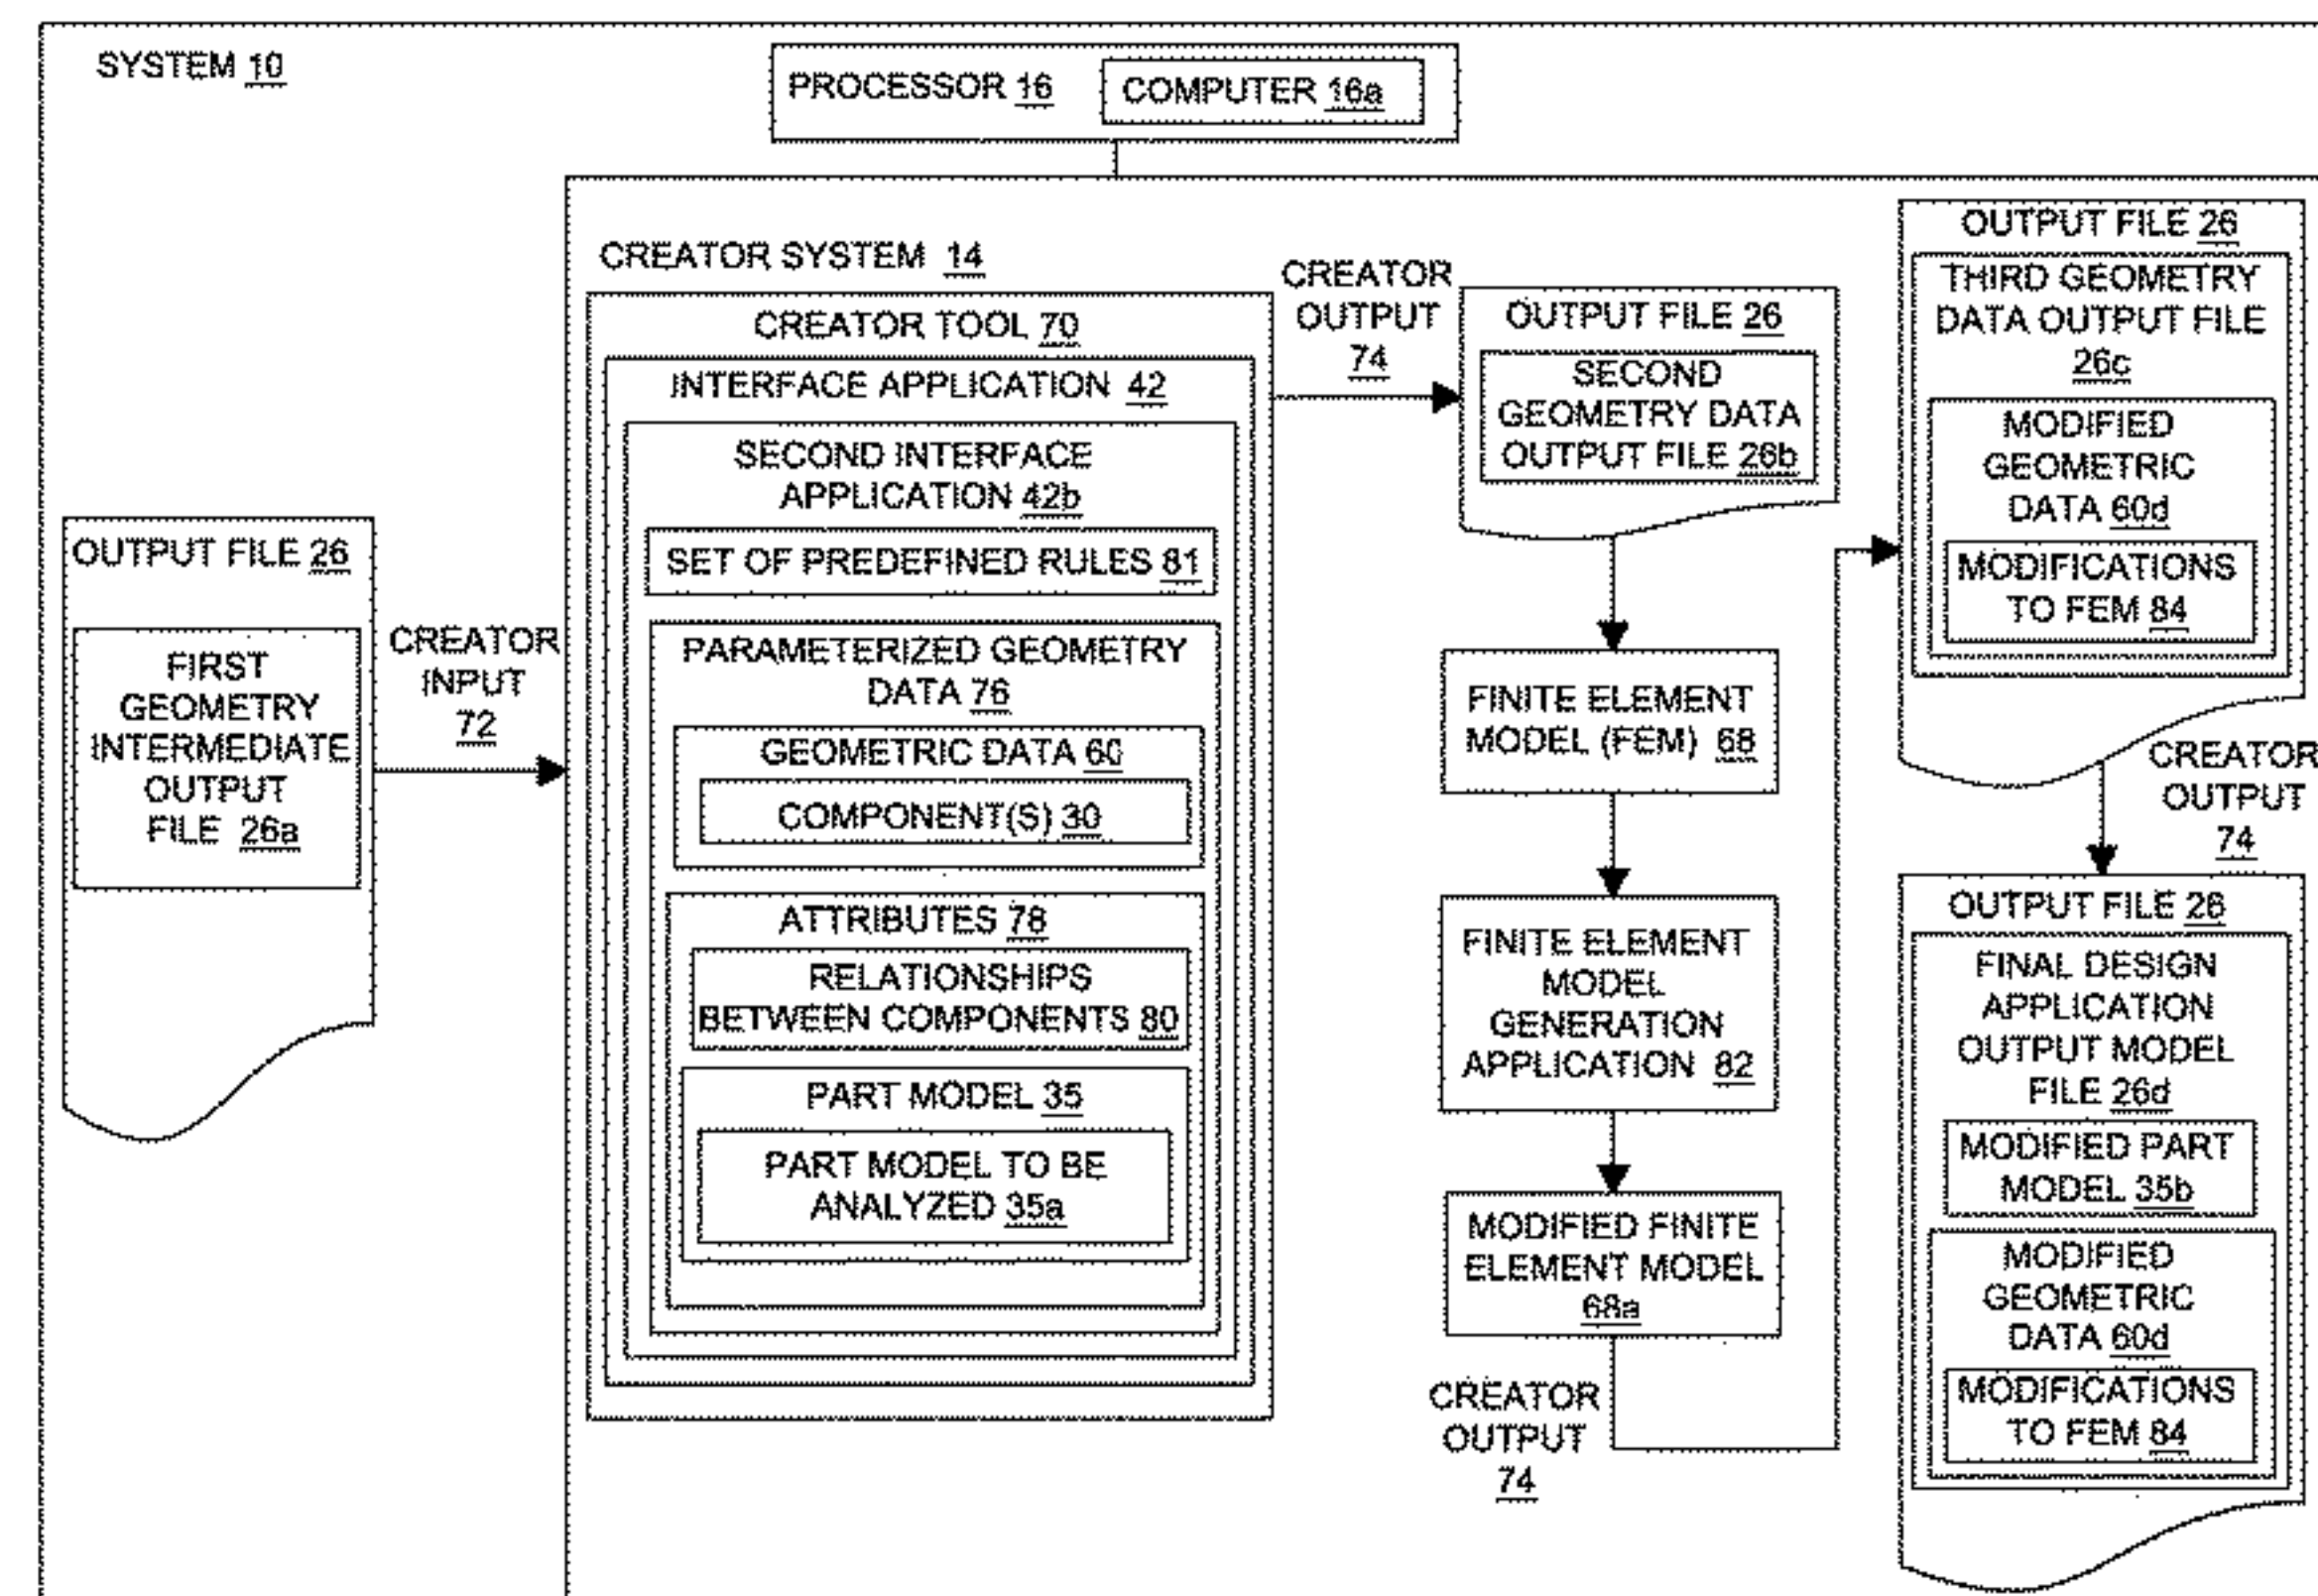 SYSTEM 10
PROCESSOR 16
COMPUTER 16a
OUTPUT FILE 26
FIRST
GEOMETRY
INTERMEDIATE
OUTPUT
FILE 26a
CREATOR
INPUT
72
CREATOR SYSTEM 14
CREATOR TOOL 70
INTERFACE APPLICATION 42
SECOND INTERFACE
APPLICATION 42b
SET OF PREDEFINED RULES 81
PARAMETERIZED GEOMETRY
DATA 76
GEOMETRIC DATA 60
COMPONENT(S) 30
ATTRIBUTES 78
RELATIONSHIPS
BETWEEN COMPONENTS 80
PART MODEL 35
PART MODEL TO BE
ANALYZED 35a
CREATOR
OUTPUT
74
OUTPUT FILE 26
SECOND
GEOMETRY DATA
OUTPUT FILE 26b
FINITE ELEMENT
MODEL (FEM) 68
FINITE ELEMENT
MODEL
GENERATION
APPLICATION 82
MODIFIED FINITE
ELEMENT MODEL
68a
CREATOR
OUTPUT
74
OUTPUT FILE 26
THIRD GEOMETRY
DATA OUTPUT FILE
26c
MODIFIED
GEOMETRIC
DATA 60d
MODIFICATIONS
TO FEM 84
CREATOR
OUTPUT
74
OUTPUT FILE 26
FINAL DESIGN
APPLICATION
OUTPUT MODEL
FILE 26d
MODIFIED PART
MODEL 35b
MODIFIED
GEOMETRIC
DATA 60d
MODIFICATIONS
TO FEM 84